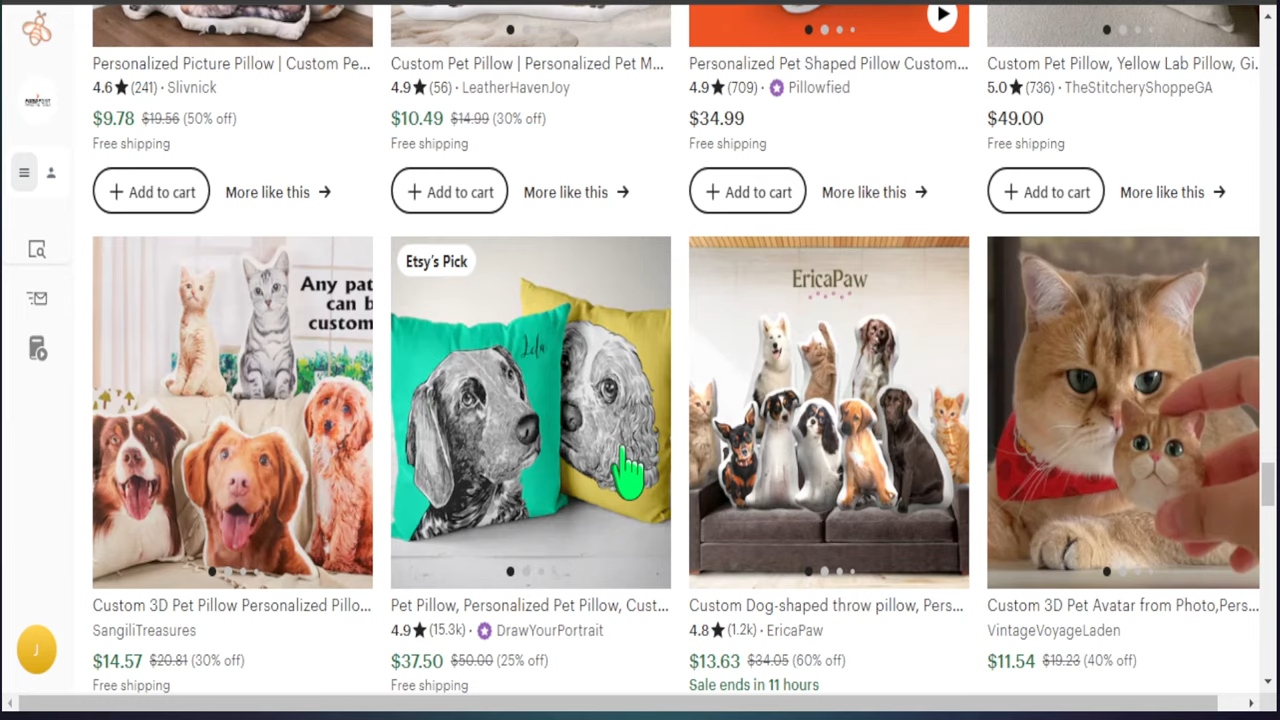 Personalized Picture Pillow | Custom Pe...
4.6★ (241) · Slivnick
$9.78 $19.56 (50% off)
Free shipping
+ Add to cart
More like this →
Custom Pet Pillow | Personalized Pet M...
4.9★ (56) · LeatherHavenJoy
$10.49 $14.99 (30% off)
Free shipping
+ Add to cart
More like this →
Personalized Pet Shaped Pillow Custom...
4.9★ (709) · Pillowfied
$34.99
Free shipping
+ Add to cart
More like this →
Custom Pet Pillow, Yellow Lab Pillow, Gi...
5.0★ (736) · TheStitcheryShoppeGA
$49.00
Free shipping
+ Add to cart
More like this →
Any pat
can b
custom
Custom 3D Pet Pillow Personalized Pillo...
SangiliTreasures
$14.57 $20.81 (30% off)
Free shipping
Etsy's Pick
Lola
Pet Pillow, Personalized Pet Pillow, Cust...
4.9★ (15.3k) · DrawYourPortrait
$37.50 $50.00 (25% off)
Free shipping
EricaPaw
Custom Dog-shaped throw pillow, Pers...
4.8★ (1.2k) · EricaPaw
$13.63 $34.05 (60% off)
Sale ends in 11 hours
Custom 3D Pet Avatar from Photo,Pers...
VintageVoyageLaden
$11.54 $19.23 (40% off)
J